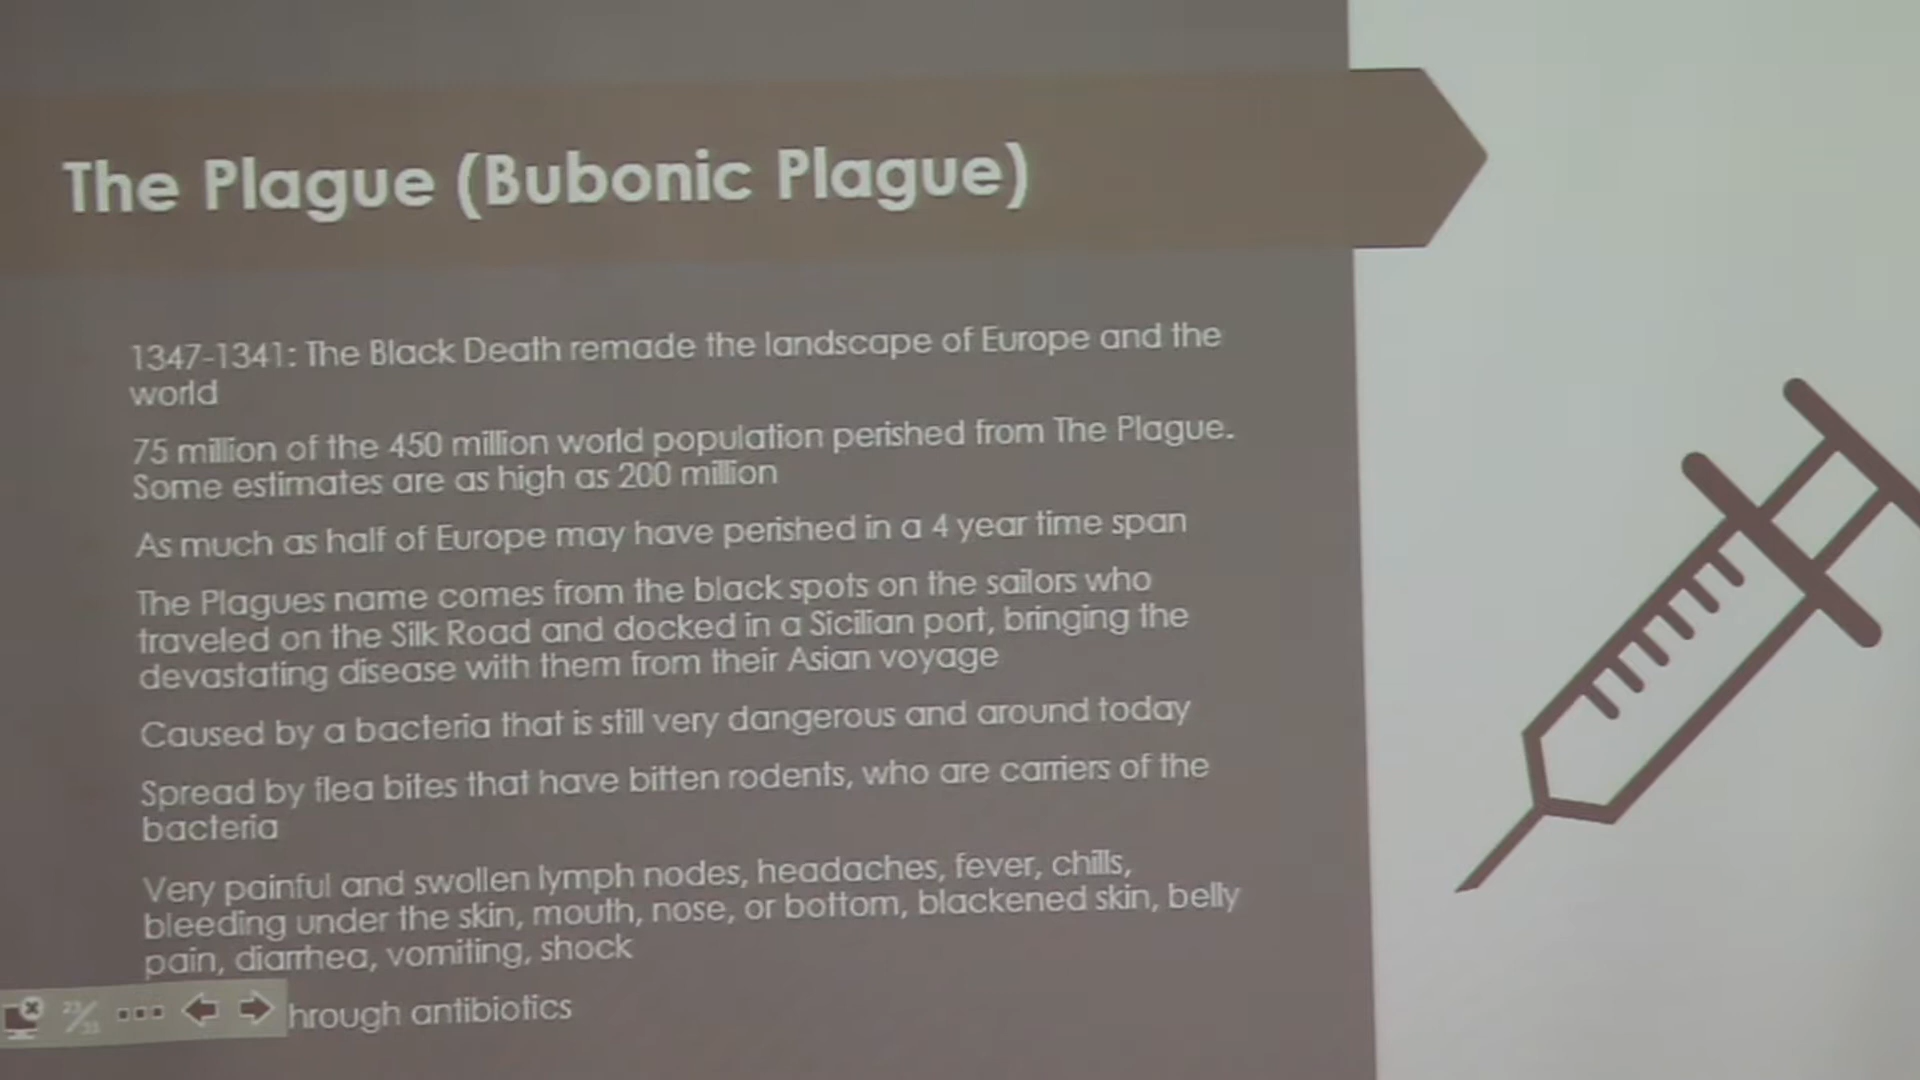 The Plague (Bubonic Plague)
1347-1341: The Black Death remade the landscape of Europe and the
world
75 million of the 450 million world population perished from The Plague.
Some estimates are as high as 200 million
As much as half of Europe may have perished in a 4 year time span
The Plagues name comes from the black spots on the sailors who
traveled on the Silk Road and docked in a Sicilian port, bringing the
devastating disease with them from their Asian voyage
Caused by a bacteria that is still very dangerous and around today
Spread by flea bites that have bitten rodents, who are carriers of the
bacteria
Very painful and swollen lymph nodes, headaches, fever, chills,
bleeding under the skin, mouth, nose, or bottom, blackened skin, belly
pain, diarrhea, vomiting, shock
hrough antibiotics